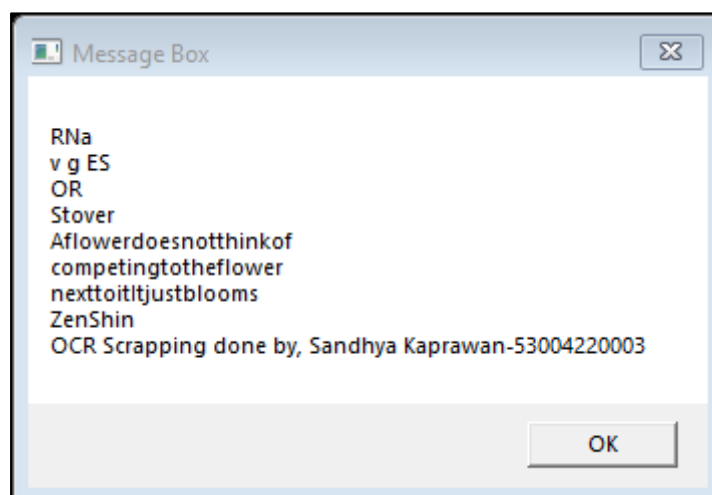 Message Box
RNa
v g ES
OR
Stover
Aflowerdoesnotthinkof
competingtotheflower
nexttoitItjustblooms
ZenShin
OCR Scrapping done by, Sandhya Kaprawan-53004220003
OK